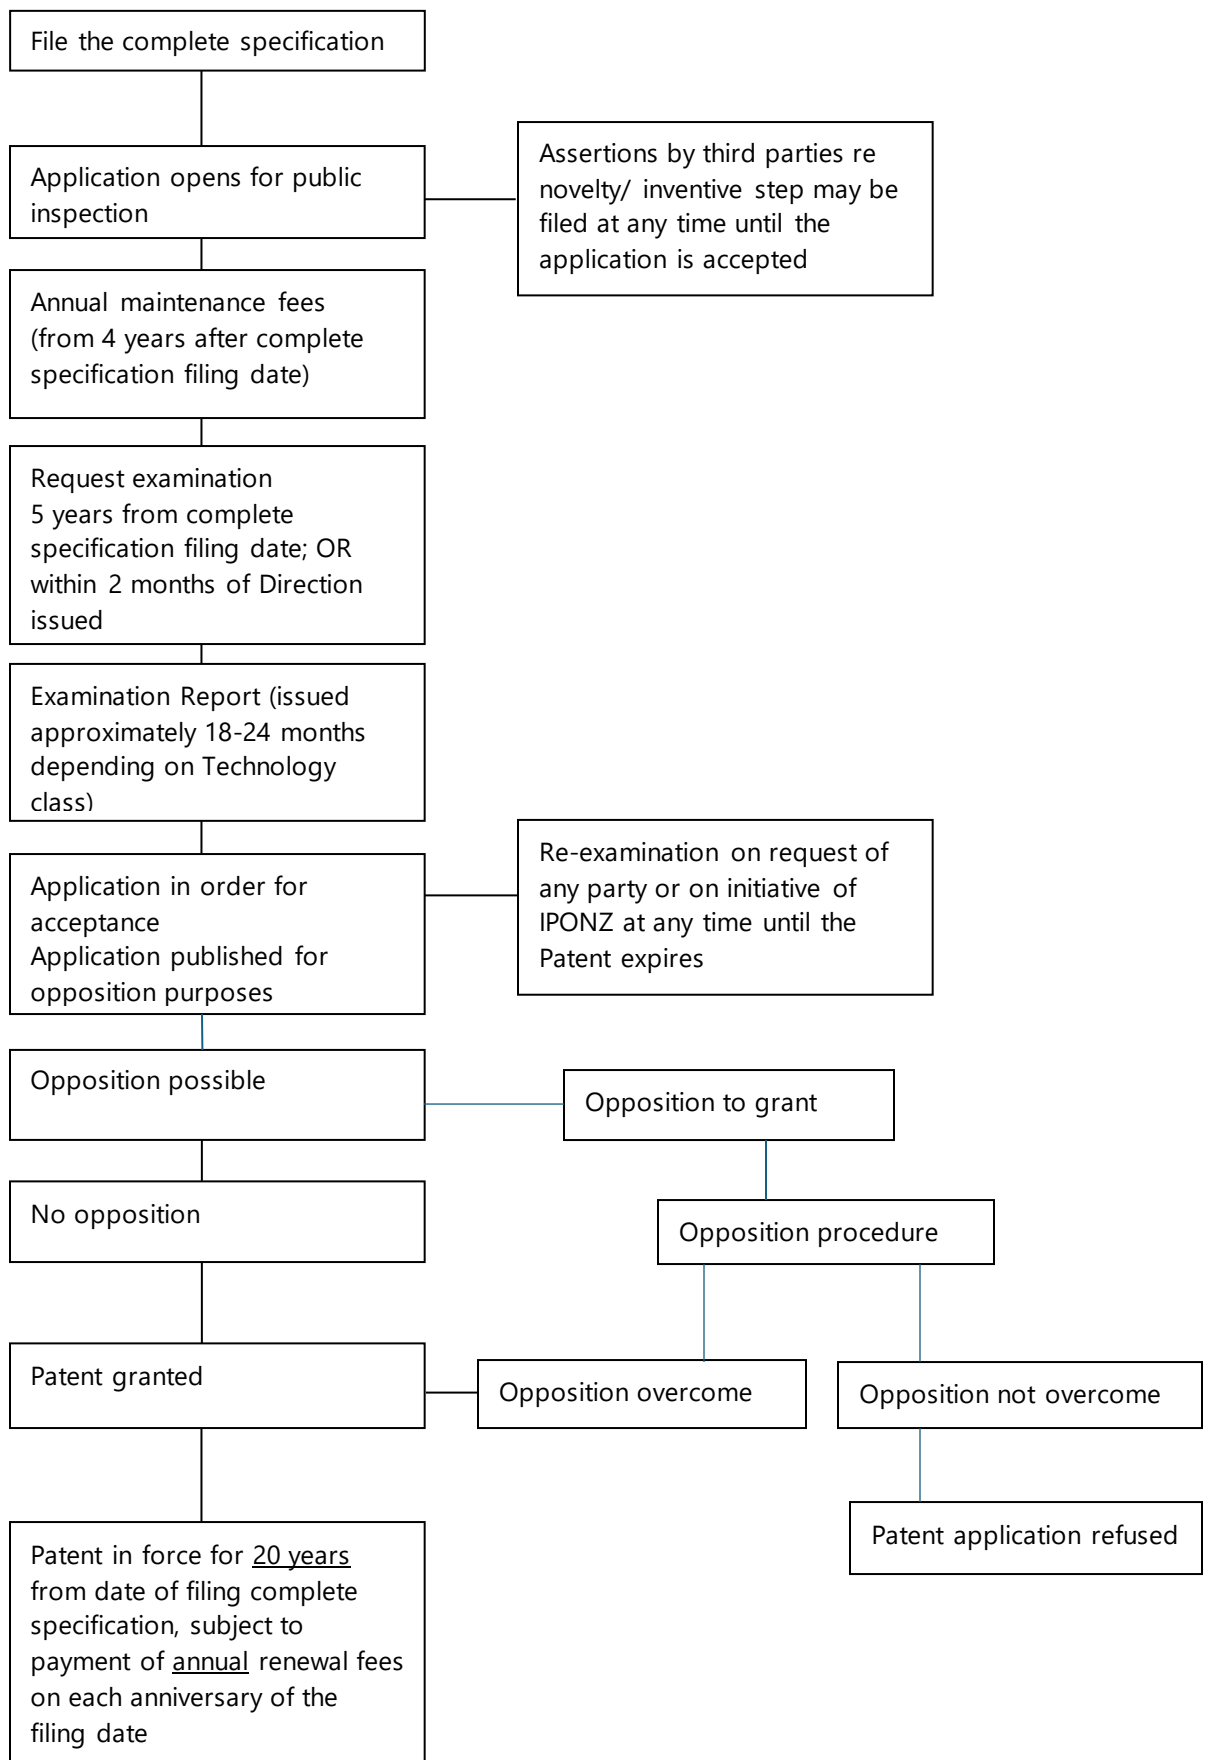 File the complete specification
Application opens for public
inspection
Assertions by third parties re
novelty/ inventive step may be
filed at any time until the
application is accepted
Annual maintenance fees
(from 4 years after complete
specification filing date)
Request examination
5 years from complete
specification filing date; OR
within 2 months of Direction
issued
Examination Report (issued
approximately 18-24 months
depending on Technology
class)
Application in order for
acceptance
Application published for
opposition purposes
Re-examination on request of
any party or on initiative of
IPONZ at any time until the
Patent expires
Opposition possible
Opposition to grant
No opposition
Opposition procedure
Patent granted
Opposition overcome
Opposition not overcome
Patent application refused
Patent in force for 20 years
from date of filing complete
specification, subject to
payment of annual renewal fees
on each anniversary of the
filing date